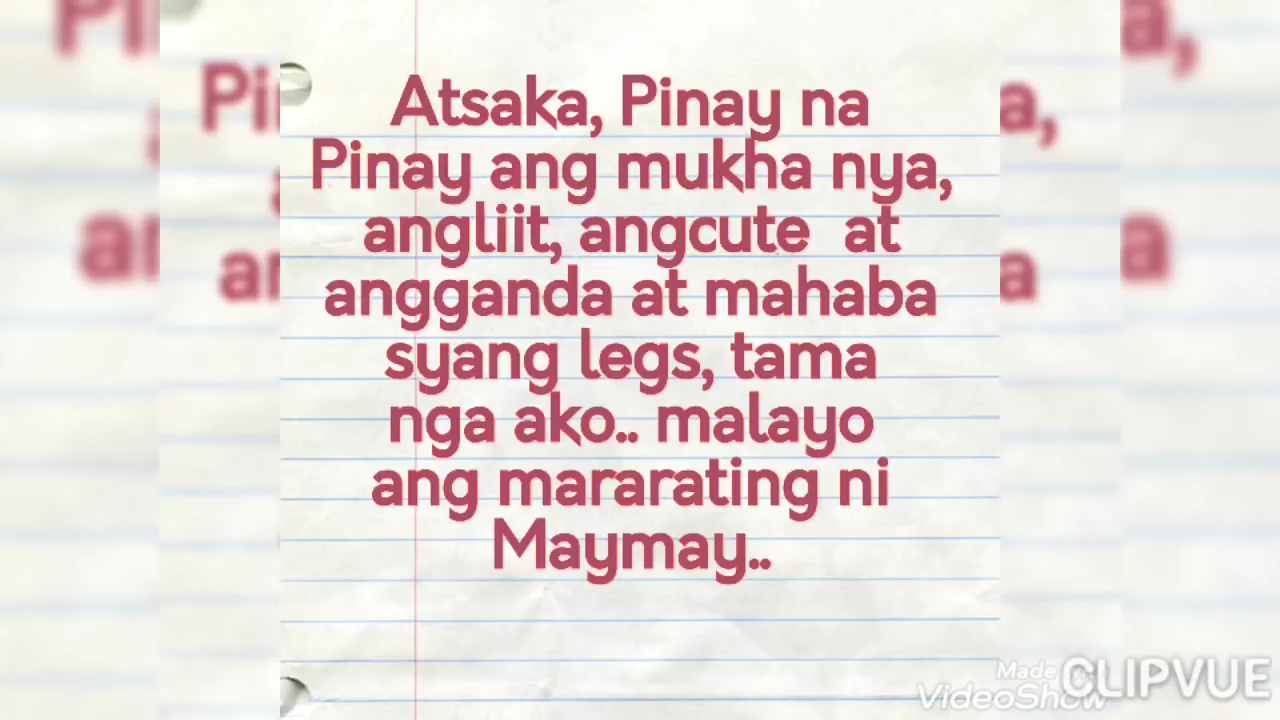 Atsaka, Pinay na
Pinay ang mukha nya,
angliit, angcute at
angganda at mahaba
syang legs, tama
nga ako.. malayo
ang mararating ni
Maymay..
Made with
VideoShow
CLIPVUE